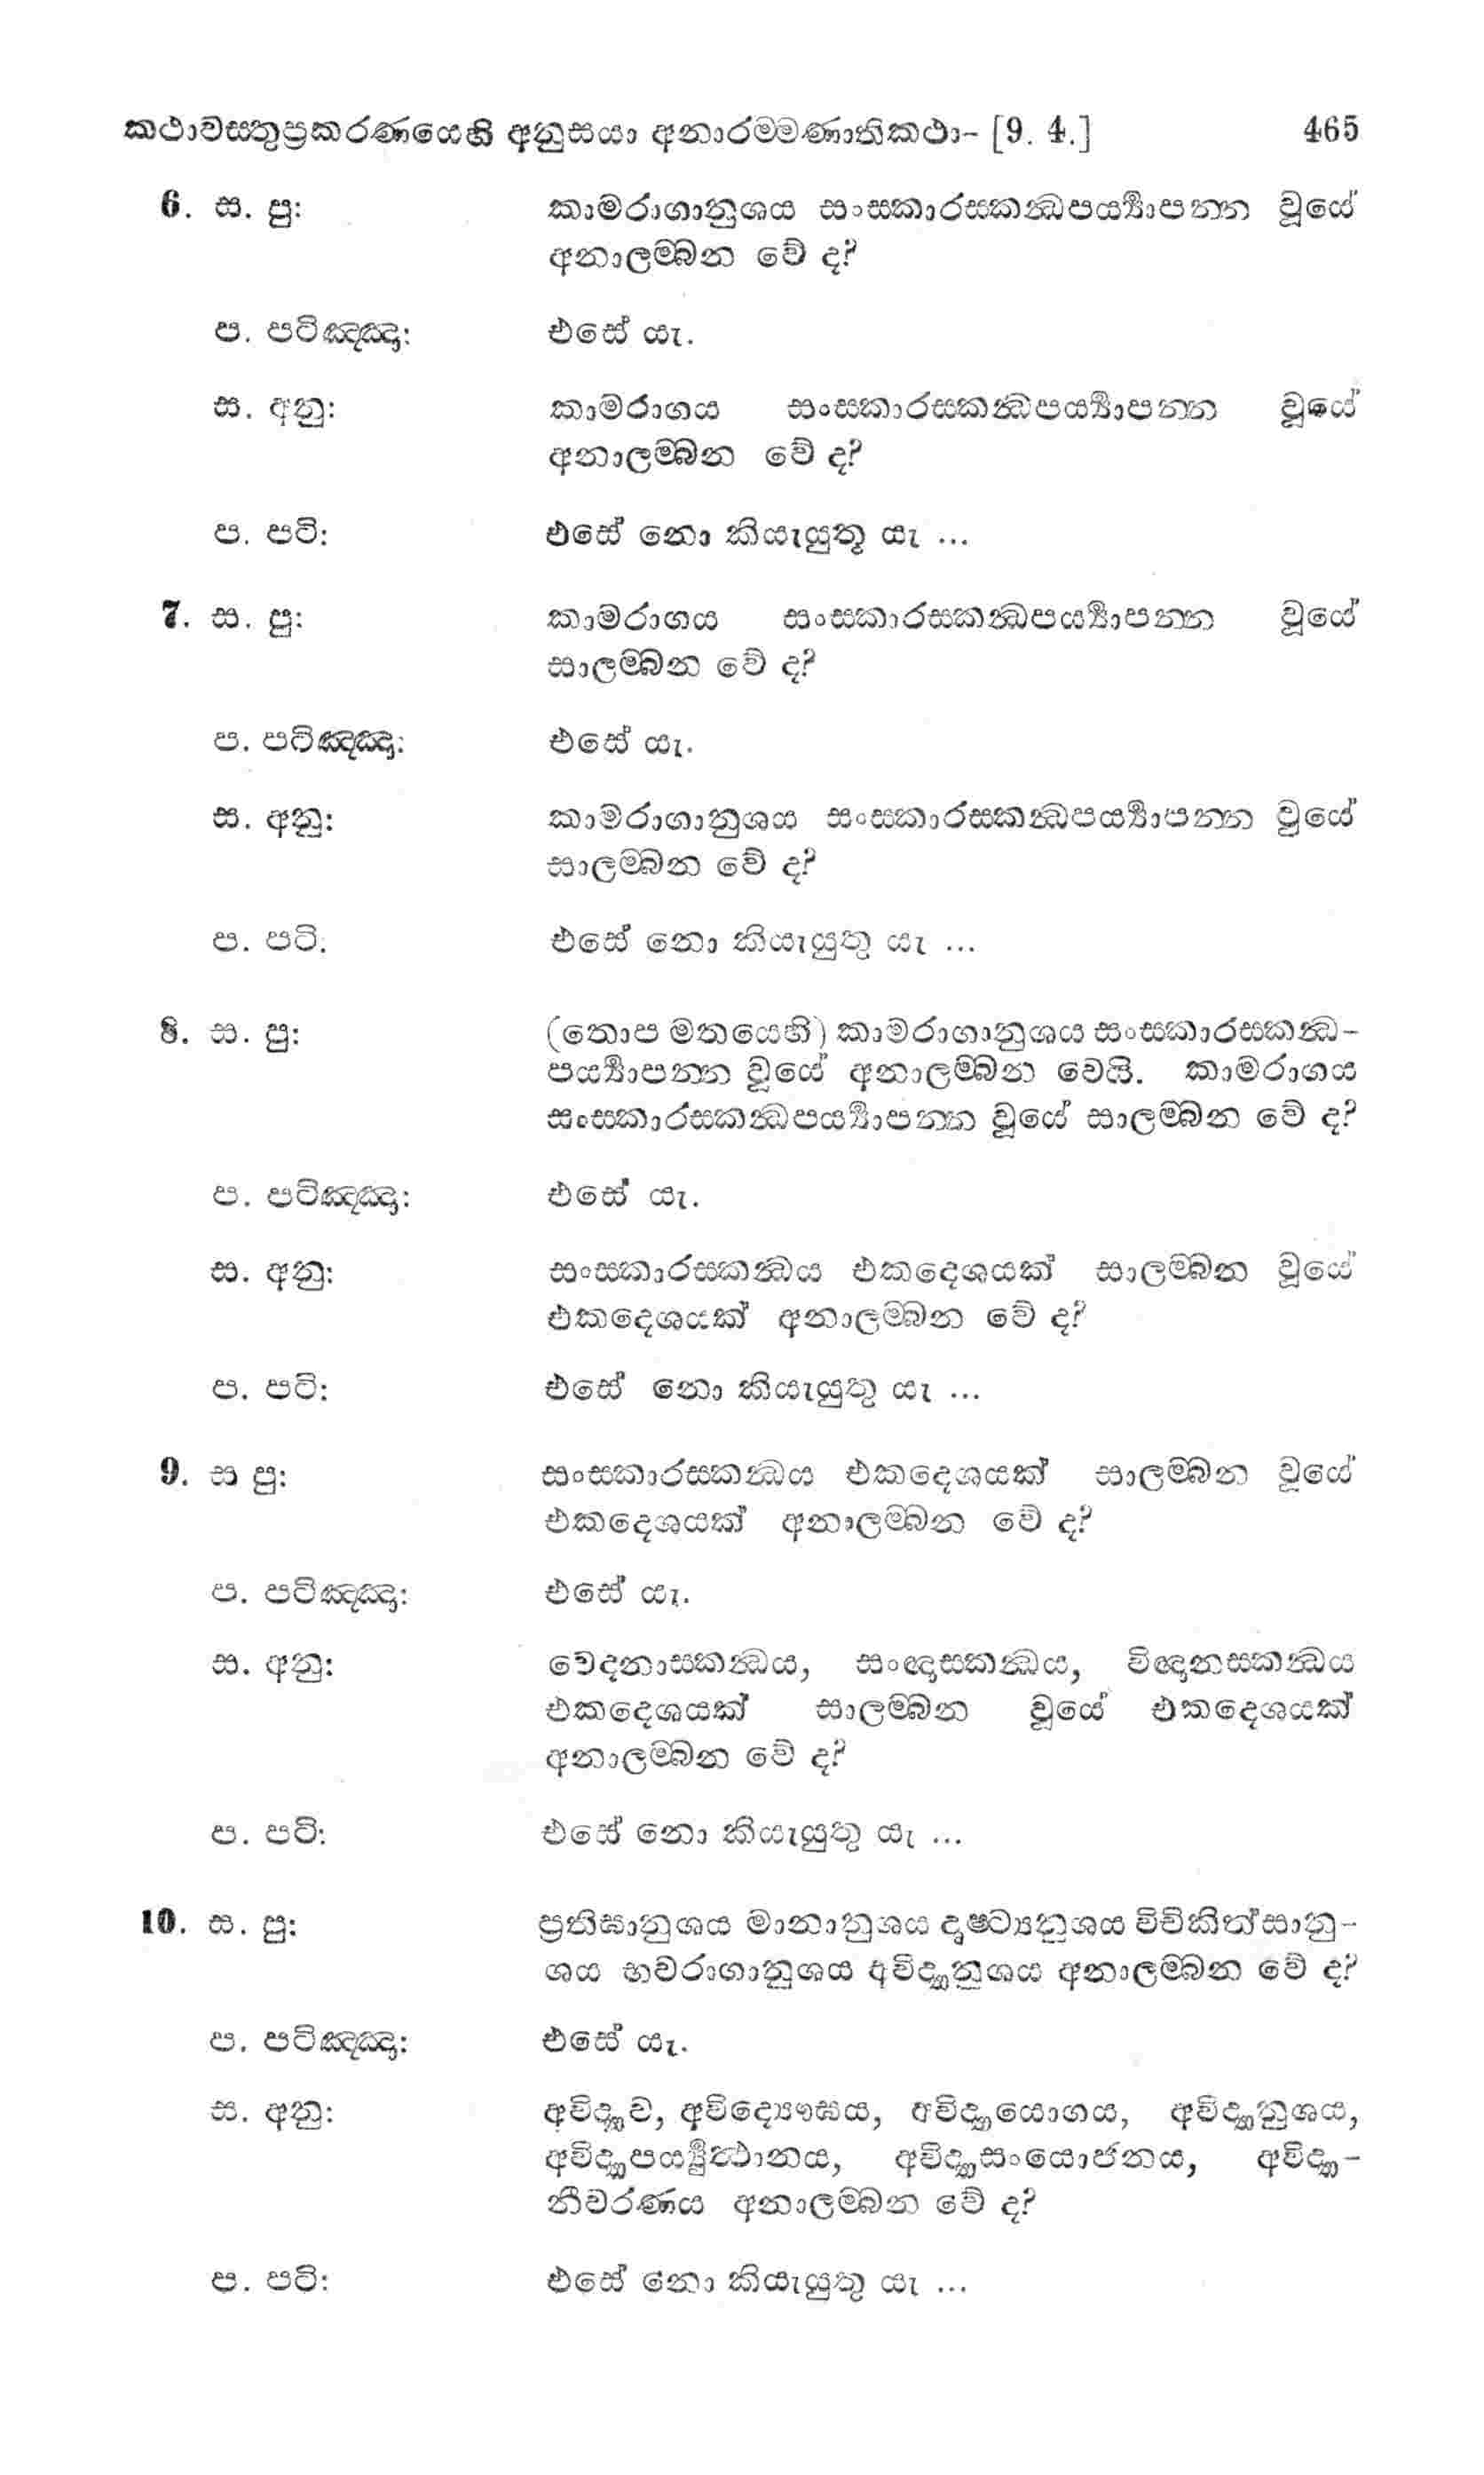 කථාවස‍්තුප්‍රකරණයෙහි අනුසයා අනාරම‍්මණාතිකථා- [9. 4.] 465
6. ස. පු: කාමරාගානුශය සංස‍්කාරස‍්කන්‍ධපර්‍ය්‍යාපන‍්න වූයේ
අනාලම‍්බන වේ ද?
ප. පටිඤ‍්ඤා: එසේ යැ.
ස. අනු: කාමරාගය සංස‍්කාරස‍්කන්‍ධපර්‍ය්‍යාපන‍්න වූයේ
අනාලම‍්බන වේ ද?
ප. පටි: එසේ නො කියැයුතු යැ ...
7. ස. පු: කාමරාගය සංස‍්කාරස‍්කන්‍ධපර්‍ය්‍යාපන‍්න වූයේ
සාලම‍්බන වේ ද?
ප. පටිඤ‍්ඤා: එසේ යැ.
ස. අනු: කාමරාගානුශය සංස‍්කාරස‍්කන්‍ධපර්‍ය්‍යාපන‍්න වූයේ
සාලම‍්බන වේ ද?
ප. පටි. එසේ නො කියැයුතු යැ ...
8. ස. පු: (තොප මතයෙහි) කාමරාගානුශය සංස‍්කාරස‍්කන්‍ධ-
පර්‍ය්‍යාපන‍්න වූයේ අනාලම‍්බන වෙයි. කාමරාගය
සංස‍්කාරස‍්කන්‍ධපර්‍ය්‍යාපන‍්න වූයේ සාලම‍්බන වේ ද?
ප. පටිඤ‍්ඤා: එසේ යැ.
ස. අනු: සංස‍්කාරස‍්කන්‍ධය එකදෙශයක් සාලම‍්බන වූයේ
එකදෙශයක් අනාලම‍්බන වේ ද?
ප. පටි: එසේ නො කියැයුතු යැ ...
9. ස පු: සංස‍්කාරස‍්කන්‍ධය එකදෙශයක් සාලම‍්බන වූයේ
එකදෙශයක් අනාලම‍්බන වේ ද?
ප. පටිඤ‍්ඤා: එසේ යැ.
ස. අනු: වෙදනාස‍්කන්‍ධය, සංඥාස‍්කන්‍ධය, විඥානස‍්කන්‍ධය
එකදෙශයක් සාලම‍්බන වූයේ එකදෙශයක්
අනාලම‍්බන වේ ද?
ප. පටි: එසේ නො කියැයුතු යැ ...
10. ස. පු: ප්‍රතිඝානුශය මානානුශය දෘෂ‍්ට්‍යනුශය විචිකිත්සානු-
ශය භවරාගානුශය අවිද්‍යානුශය අනාලම‍්බන වේ ද?
ප. පටිඤ‍්ඤා: එසේ යැ.
ස. අනු: අවිද්‍යාව, අවිද්‍යෞඝය, අවිද්‍යායොගය, අවිද්‍යානුශය,
අවිද්‍යාපර්‍ය්‍යුත්‍ථානය, අවිද්‍යාසංයොජනය, අවිද්‍යා-
නීවරණය අනාලම‍්බන වේ ද?
ප. පටි: එසේ නො කියැයුතු යැ ...